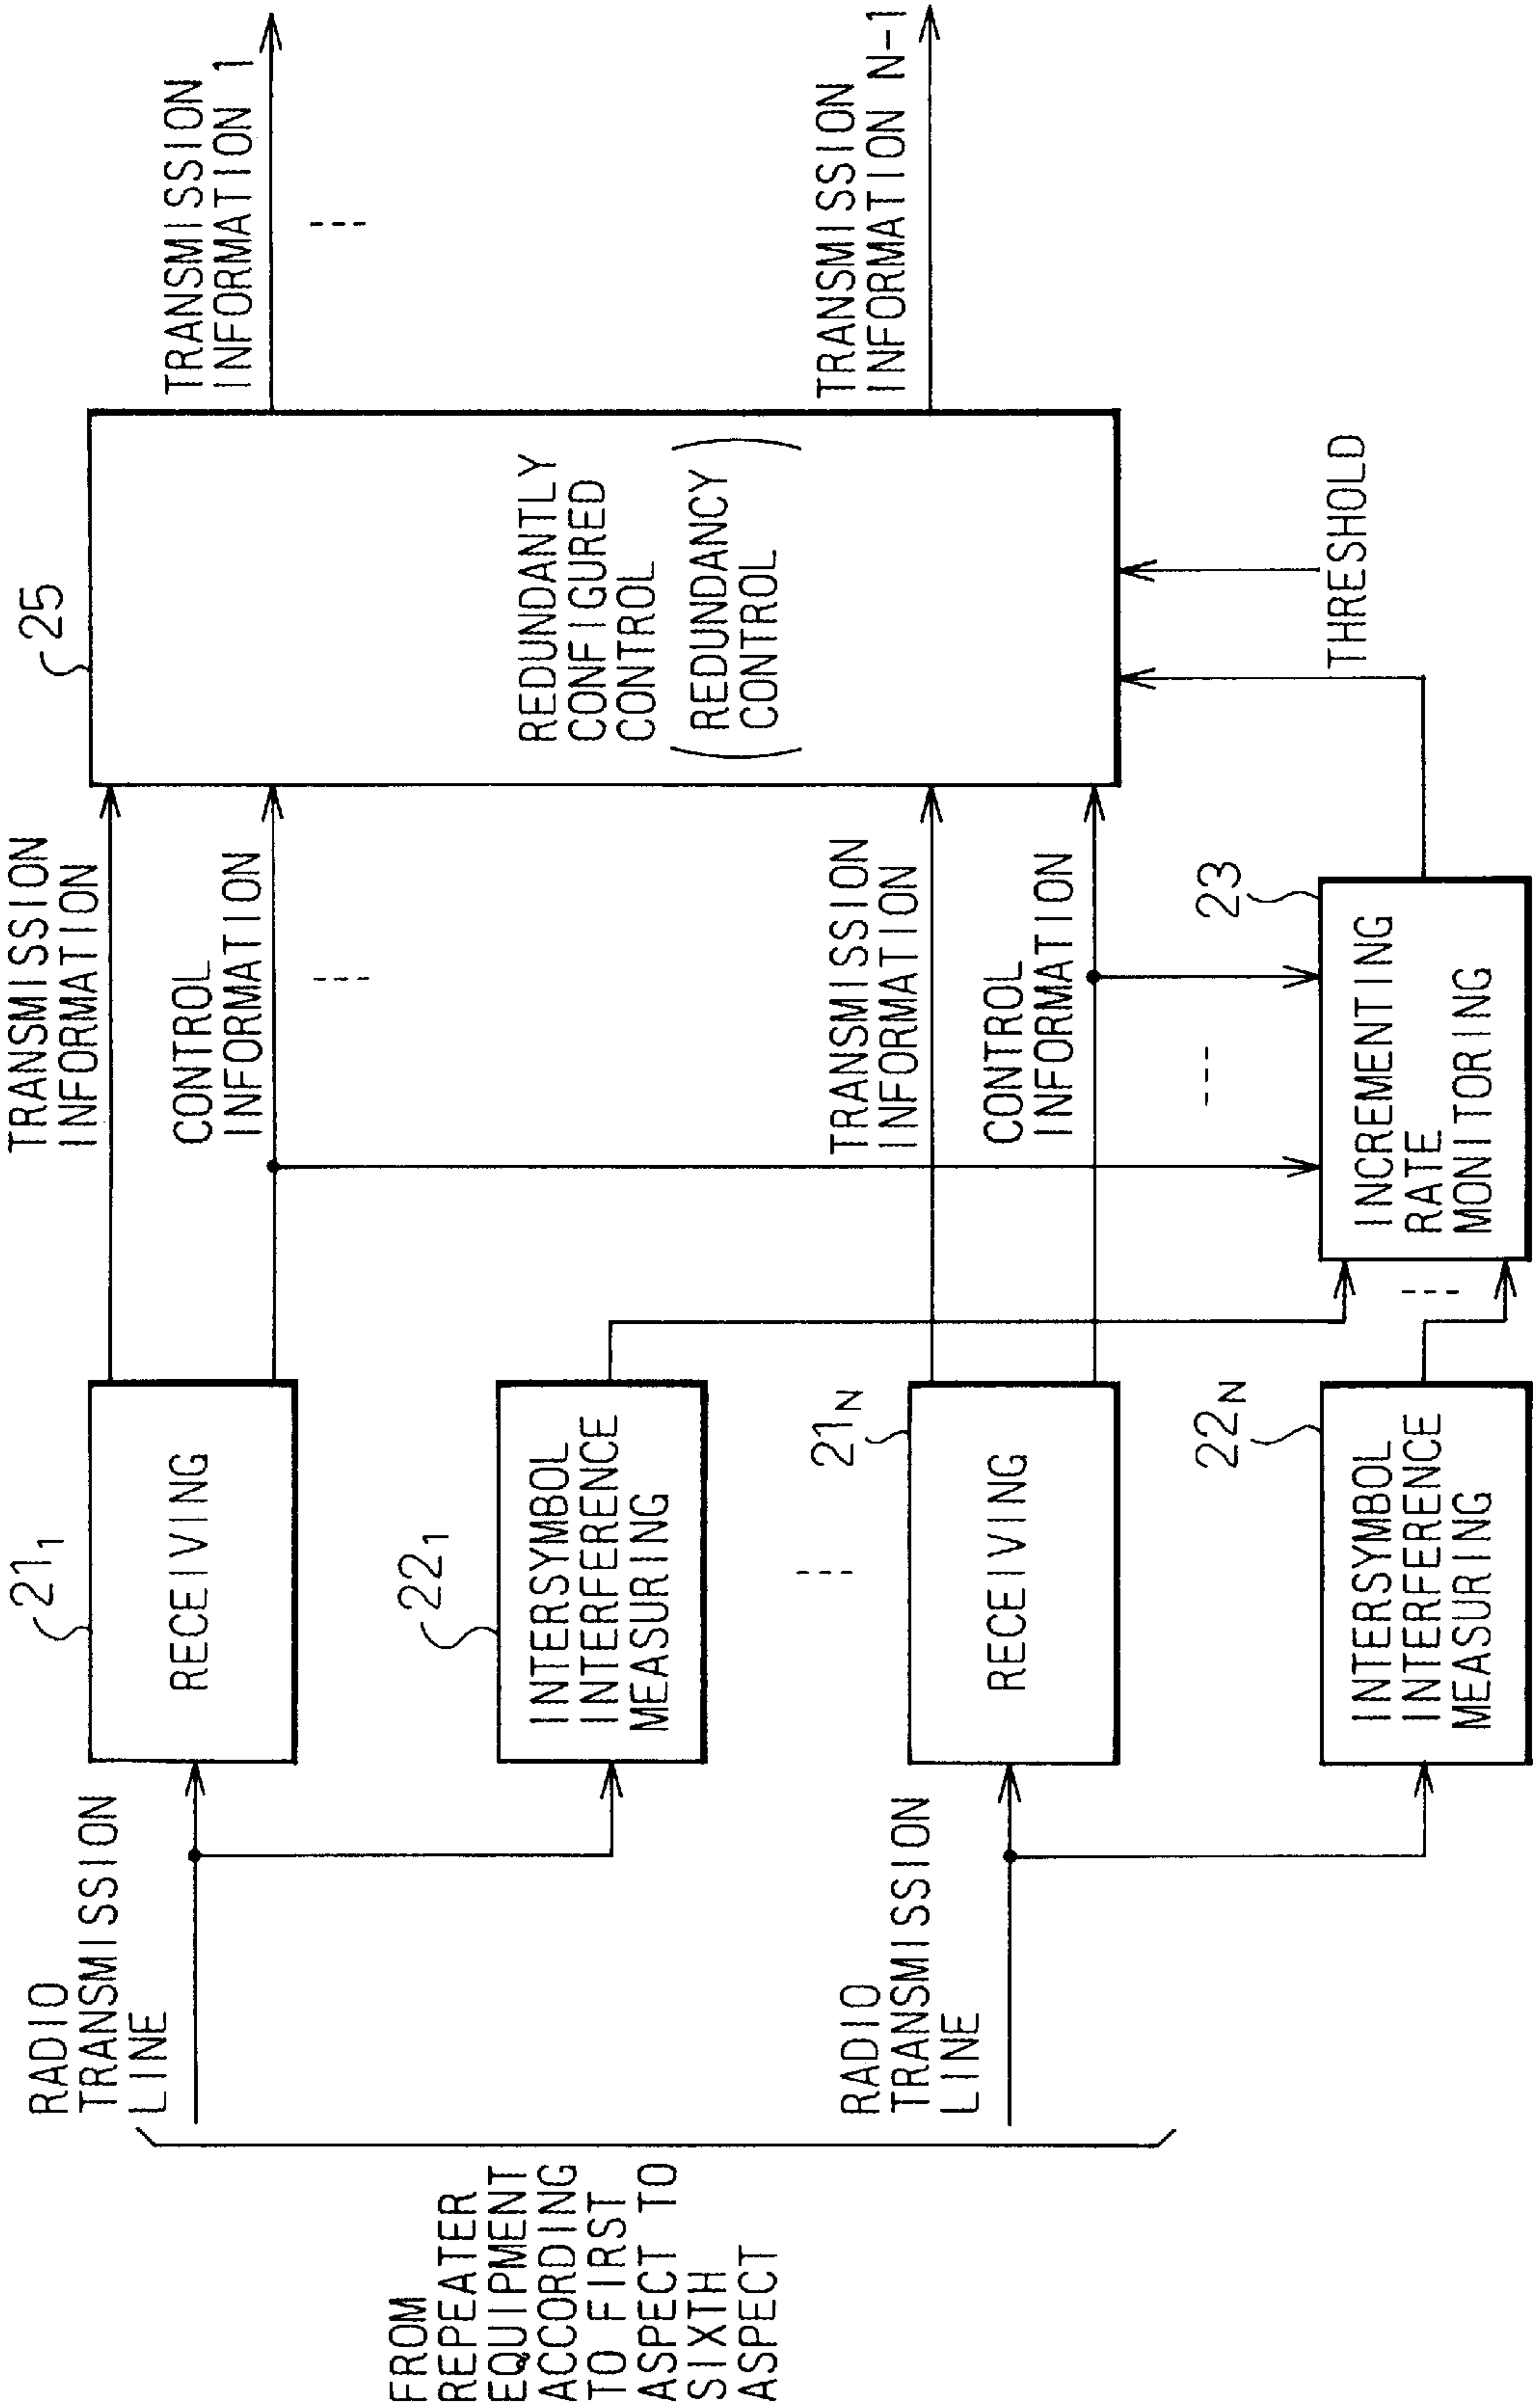 FROM
REPEATER
EQUIPMENT
ACCORDING
TO FIRST
ASPECT TO
SIXTH
ASPECT
RADIO
TRANSMISSION
LINE
21₁
RECEIVING
TRANSMISSION
INFORMATION
CONTROL
INFORMATION
22₁
INTERSYMBOL
INTERFERENCE
MEASURING
RADIO
TRANSMISSION
LINE
21N
RECEIVING
TRANSMISSION
INFORMATION
CONTROL
INFORMATION
22N
INTERSYMBOL
INTERFERENCE
MEASURING
23
INCREMENTING
RATE
MONITORING
25
REDUNDANTLY
CONFIGURED
CONTROL
(REDUNDANCY
CONTROL)
THRESHOLD
TRANSMISSION
INFORMATION 1
TRANSMISSION
INFORMATION N-1